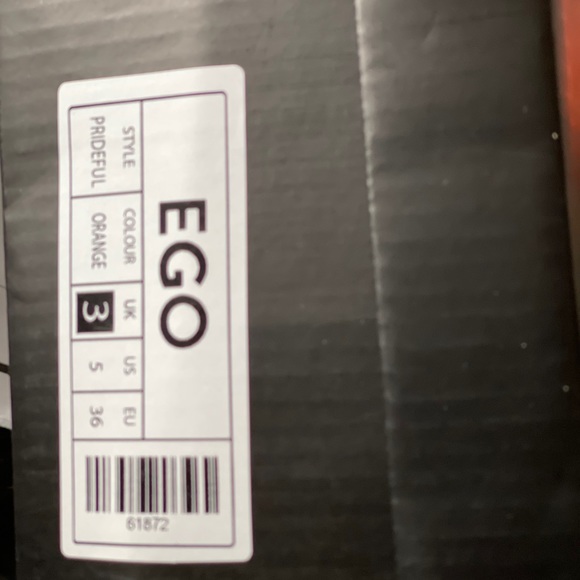 EGO
STYLE COLOUR UK US EU
PRIDEFUL ORANGE 3 5 36
61872